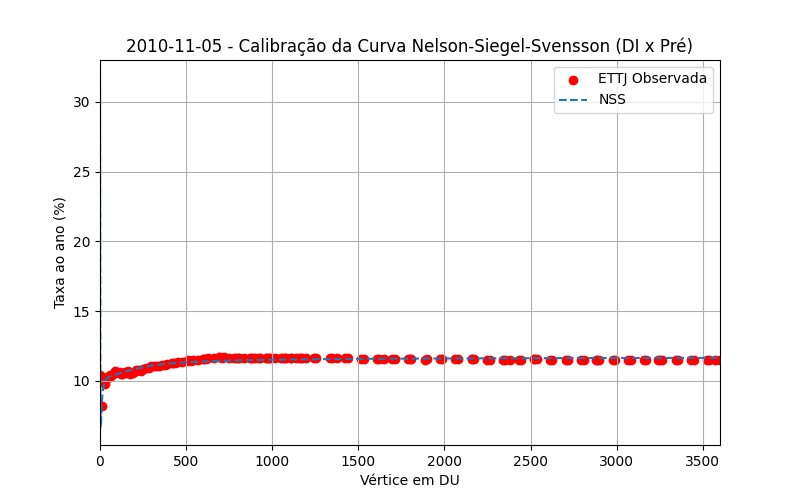 2010-11-05 - Calibração da Curva Nelson-Siegel-Svensson (DI x Pré)
ETTJ Observada
NSS
Taxa ao ano (%)
30
25
20
15
10
0 500 1000 1500 2000 2500 3000 3500
Vértice em DU